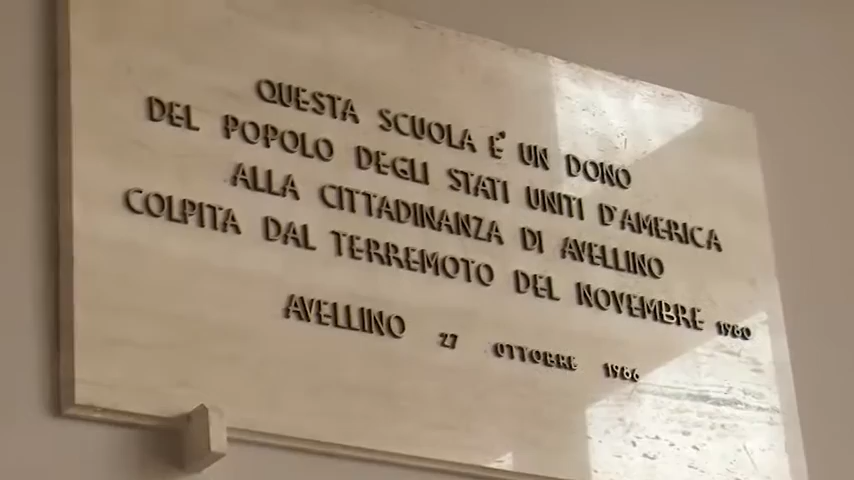 QUESTA SCUOLA E' UN DONO
DEL POPOLO DEGLI STATI UNITI D'AMERICA
ALLA CITTADINANZA DI AVELLINO
COLPITA DAL TERREMOTO DEL NOVEMBRE 1980
AVELLINO 27 OTTOBRE 1986